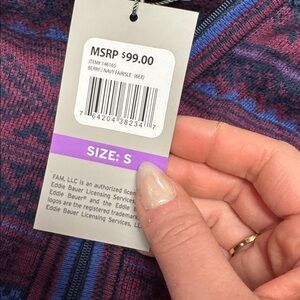 MSRP $99.00
ITEM# 146165
BERRY / NAVY FAIRISLE (6EX)
7 64204 38234 7
SIZE: S
FAM, LLC is an authorized licen
Eddie Bauer Licensing Services,
Eddie Bauer® and the Eddie B
logos are the registered trademark
Eddie Bauer Licensing Services, LL